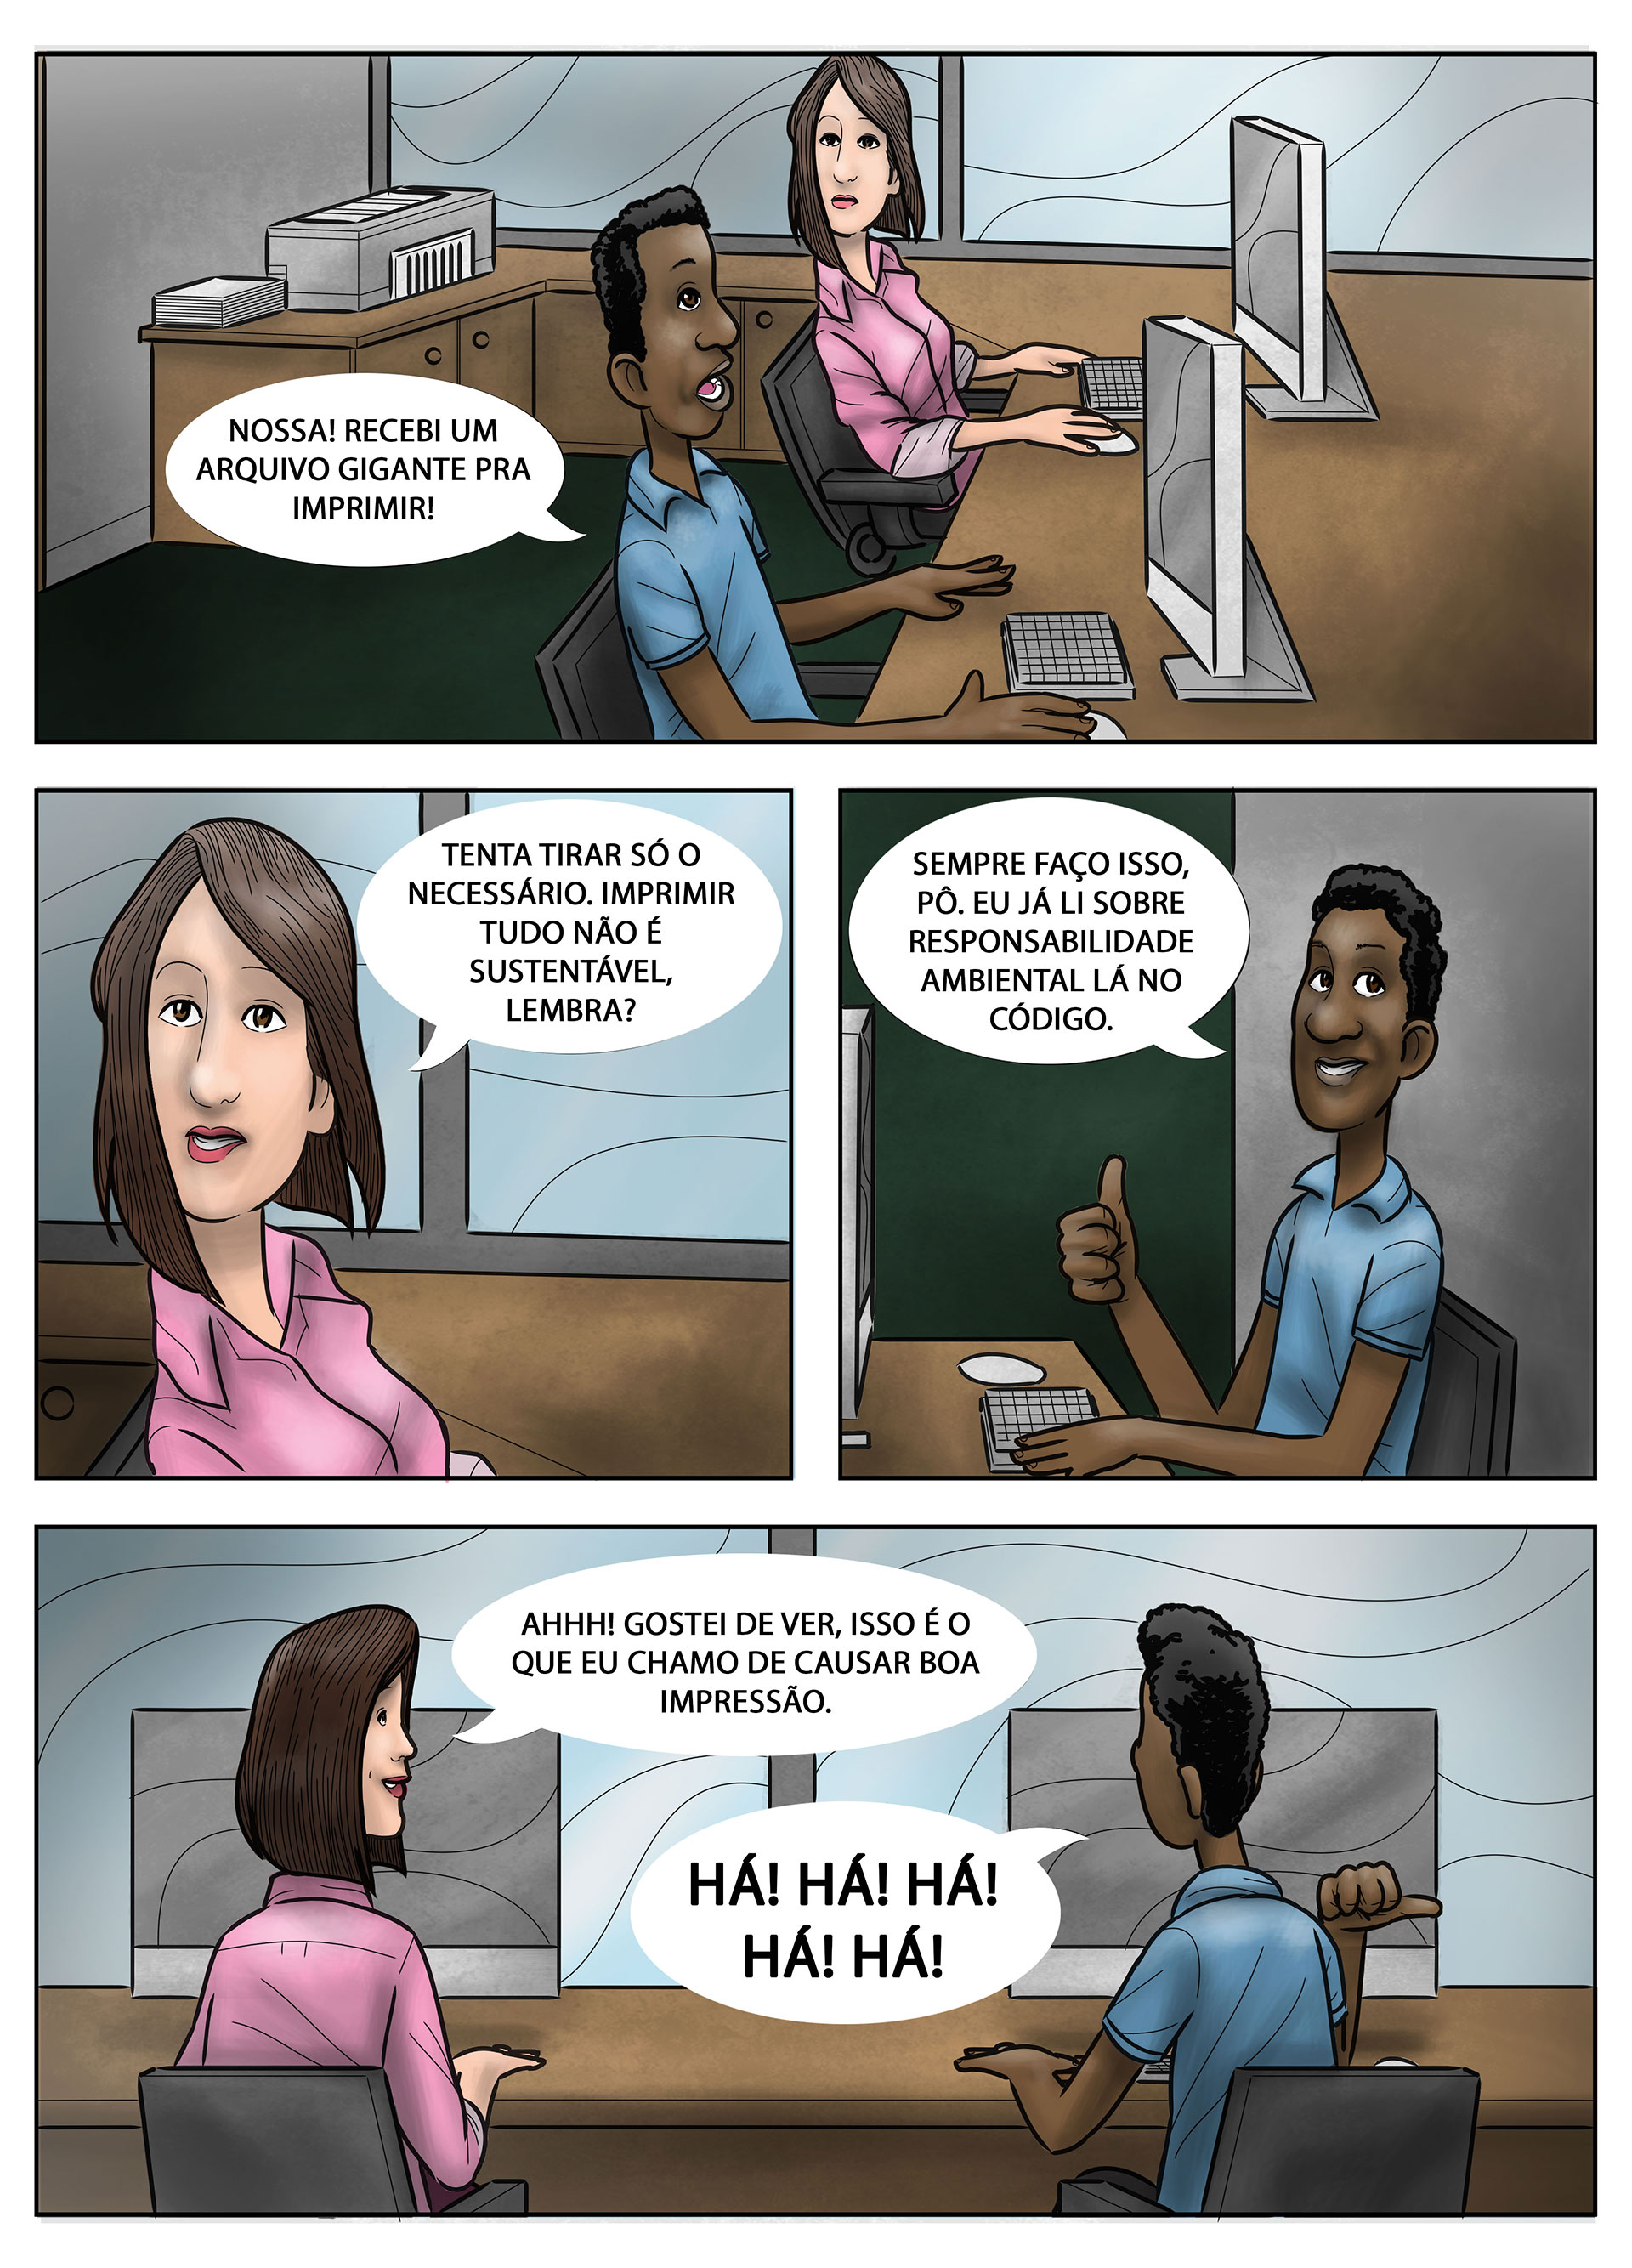 NOSSA! RECEBI UM
ARQUIVO GIGANTE PRA
IMPRIMIR!
TENTA TIRAR SÓ O
NECESSÁRIO. IMPRIMIR
TUDO NÃO É
SUSTENTÁVEL,
LEMBRA?
SEMPRE FAÇO ISSO,
PÔ. EU JÁ LI SOBRE
RESPONSABILIDADE
AMBIENTAL LÁ NO
CÓDIGO.
AHHH! GOSTEI DE VER, ISSO É O
QUE EU CHAMO DE CAUSAR BOA
IMPRESSÃO.
HÁ! HÁ! HÁ!
HÁ! HÁ!